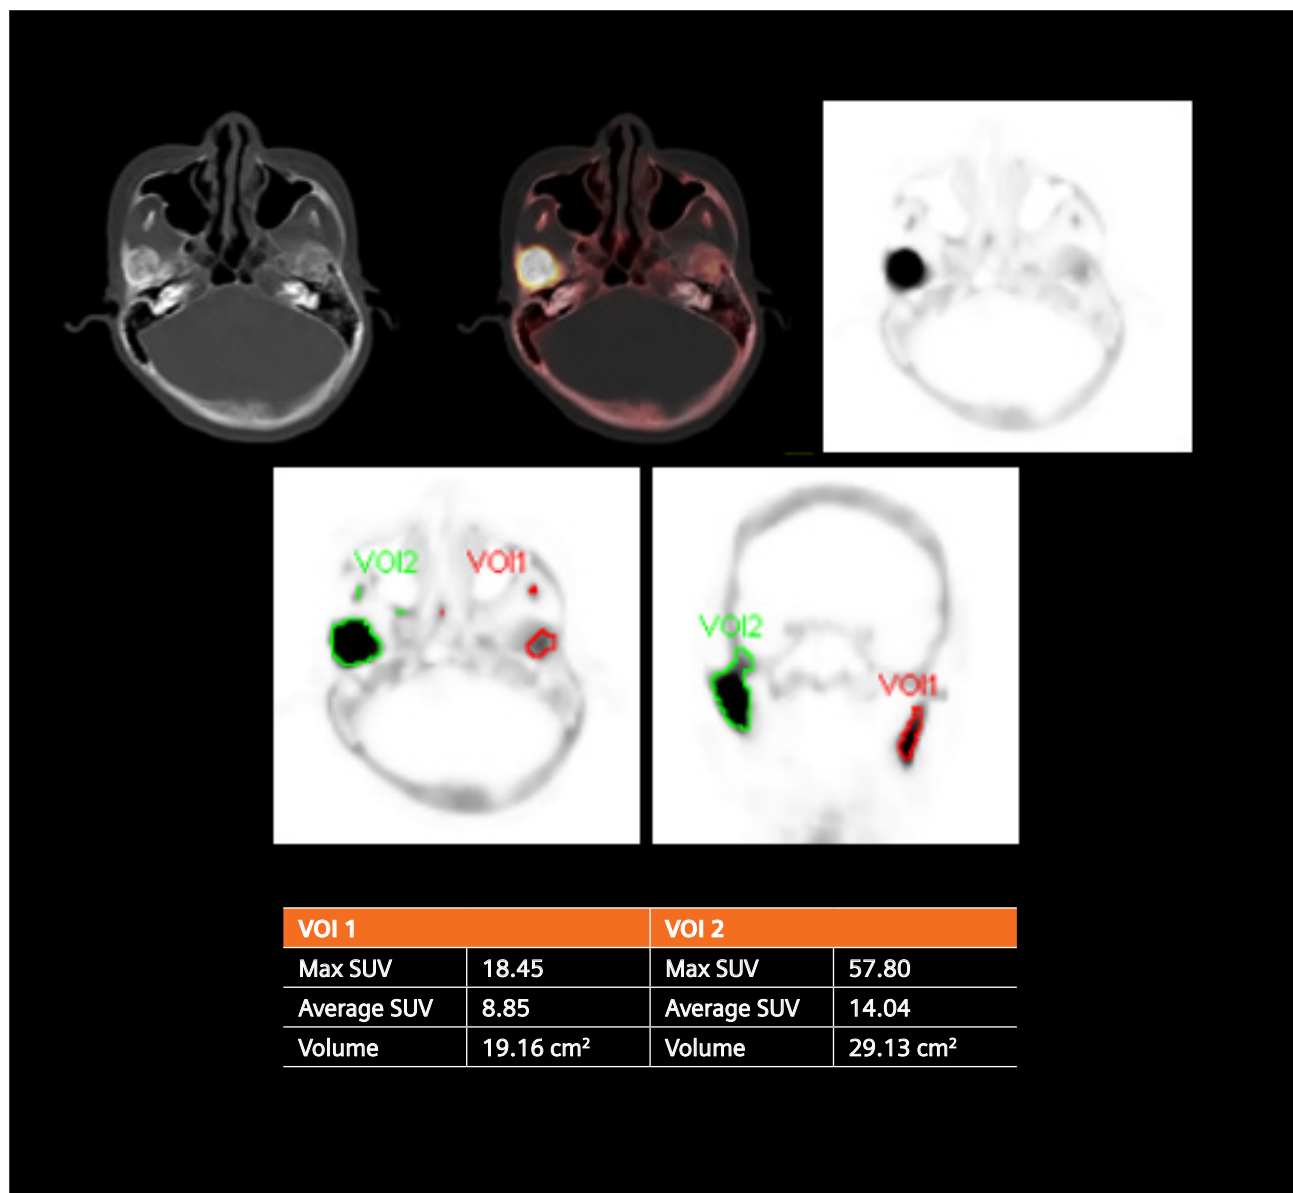 VOI2 VOI1
VOI2
VOI1
VOI 1 VOI 2
Max SUV 18.45 Max SUV 57.80
Average SUV 8.85 Average SUV 14.04
Volume 19.16 cm² Volume 29.13 cm²